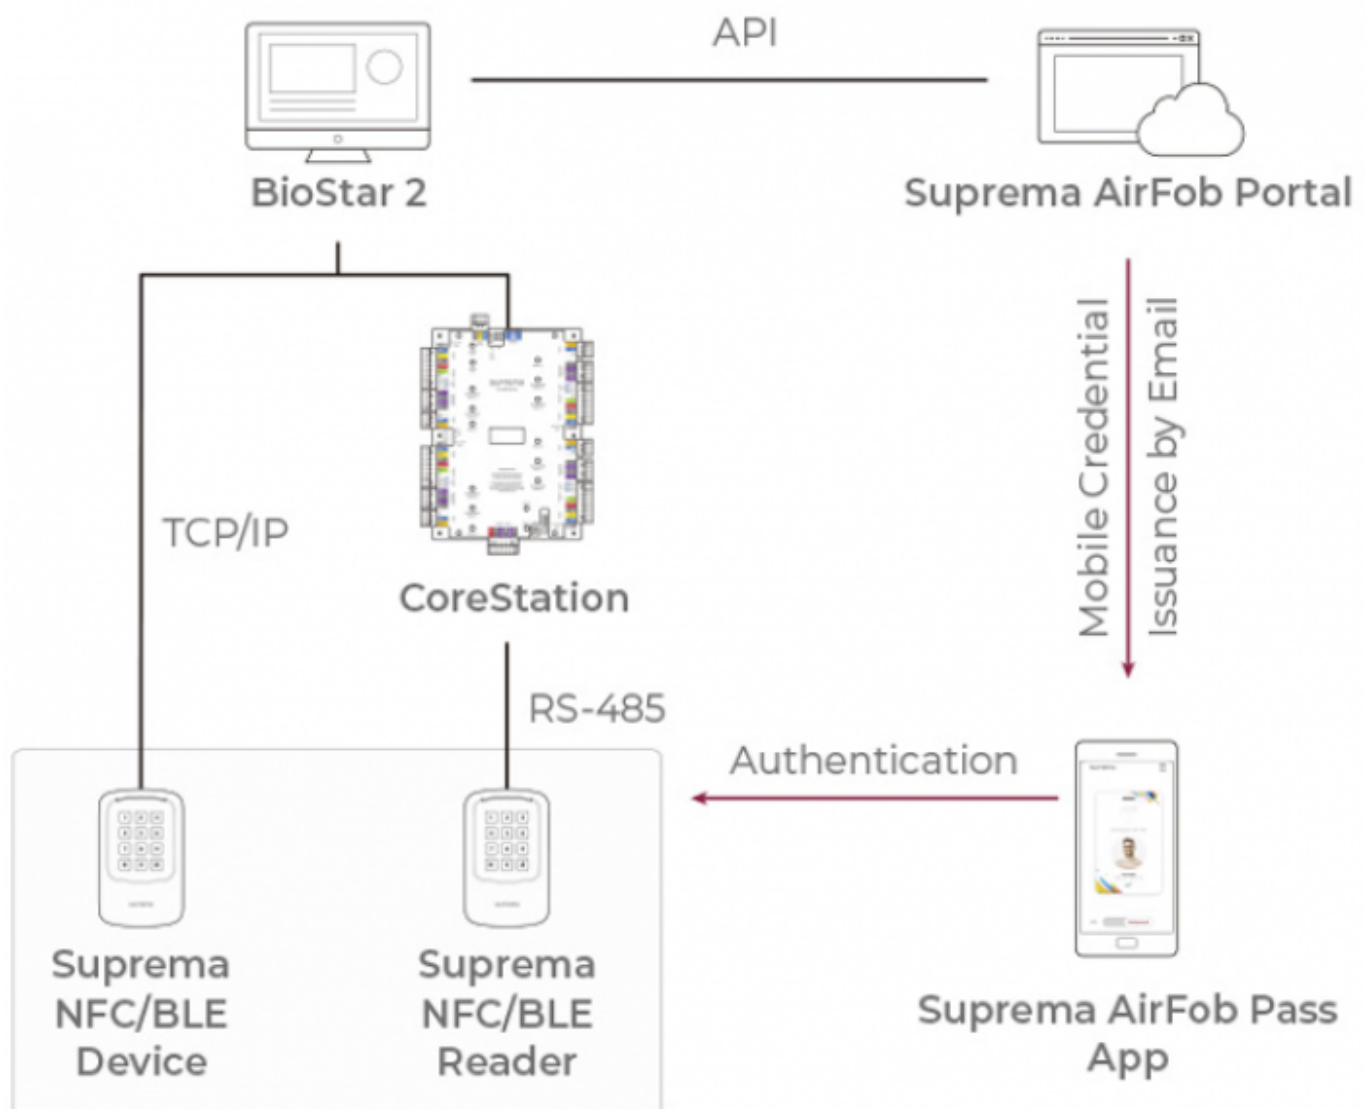 API
BioStar 2
Suprema AirFob Portal
Mobile Credential
Issuance by Email
TCP/IP
CoreStation
RS-485
Authentication
Suprema
NFC/BLE
Device
Suprema
NFC/BLE
Reader
Suprema AirFob Pass
App